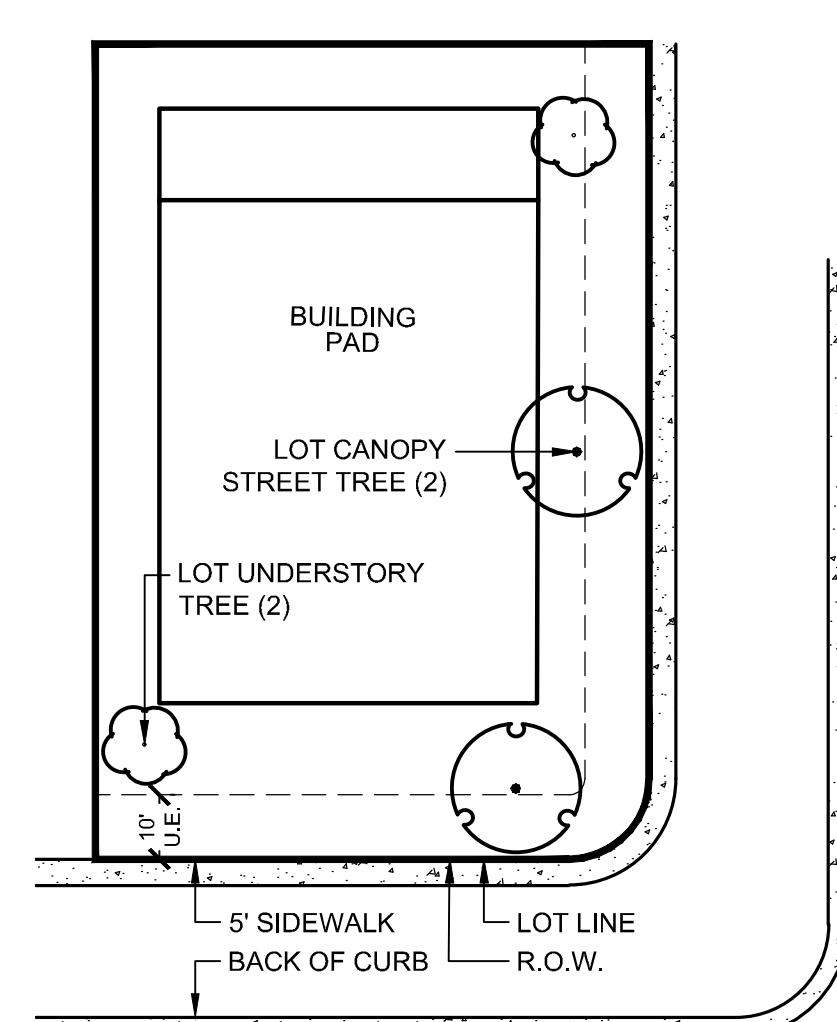 BUILDING
PAD
LOT CANOPY
STREET TREE (2)
LOT UNDERSTORY
TREE (2)
10'
U.E.
5' SIDEWALK
LOT LINE
BACK OF CURB
R.O.W.